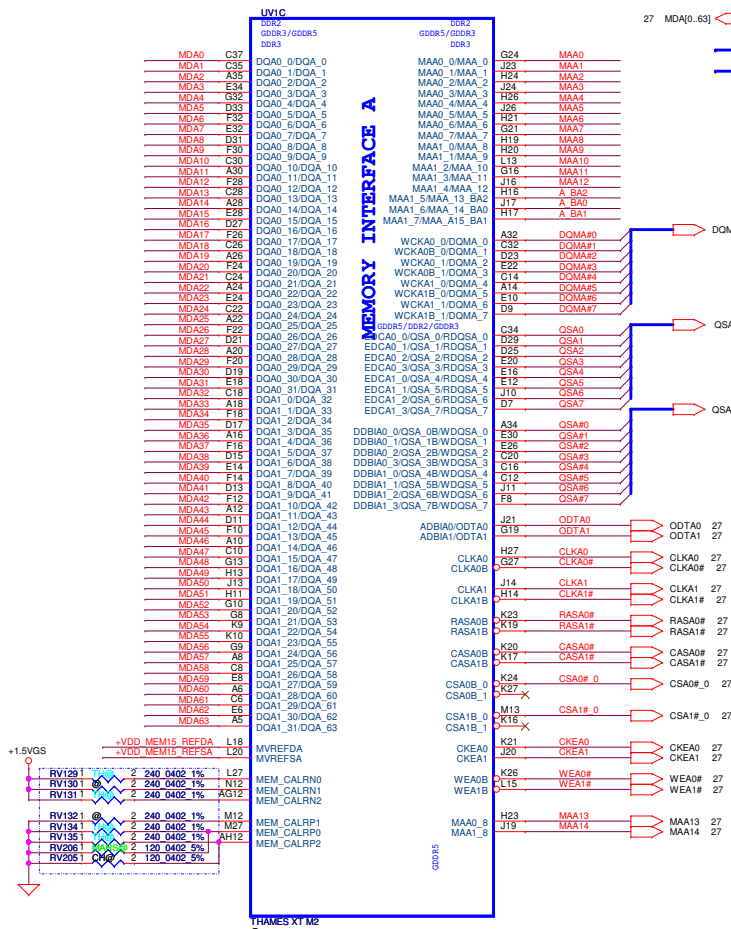 UV1C
DDR2
GDDR3/GDDR5
DDR3
DDR2
GDDR5/GDDR3
DDR3
27 MDA[0..63]
MEMORY INTERFACE A
MDA0 C37 DQA0_0/DQA_0
MDA1 C35 DQA0_1/DQA_1
MDA2 A35 DQA0_2/DQA_2
MDA3 E34 DQA0_3/DQA_3
MDA4 G32 DQA0_4/DQA_4
MDA5 D33 DQA0_5/DQA_5
MDA6 F32 DQA0_6/DQA_6
MDA7 E32 DQA0_7/DQA_7
MDA8 D31 DQA0_8/DQA_8
MDA9 F30 DQA0_9/DQA_9
MDA10 C30 DQA0_10/DQA_10
MDA11 A30 DQA0_11/DQA_11
MDA12 F28 DQA0_12/DQA_12
MDA13 C28 DQA0_13/DQA_13
MDA14 A28 DQA0_14/DQA_14
MDA15 E28 DQA0_15/DQA_15
MDA16 D27 DQA0_16/DQA_16
MDA17 F26 DQA0_17/DQA_17
MDA18 C26 DQA0_18/DQA_18
MDA19 A26 DQA0_19/DQA_19
MDA20 F24 DQA0_20/DQA_20
MDA21 C24 DQA0_21/DQA_21
MDA22 A24 DQA0_22/DQA_22
MDA23 E24 DQA0_23/DQA_23
MDA24 C22 DQA0_24/DQA_24
MDA25 A22 DQA0_25/DQA_25
MDA26 F22 DQA0_26/DQA_26
MDA27 D21 DQA0_27/DQA_27
MDA28 A20 DQA0_28/DQA_28
MDA29 F20 DQA0_29/DQA_29
MDA30 D19 DQA0_30/DQA_30
MDA31 E18 DQA0_31/DQA_31
MDA32 C18 DQA1_0/DQA_32
MDA33 A18 DQA1_1/DQA_33
MDA34 F18 DQA1_2/DQA_34
MDA35 D17 DQA1_3/DQA_35
MDA36 A16 DQA1_4/DQA_36
MDA37 F16 DQA1_5/DQA_37
MDA38 D15 DQA1_6/DQA_38
MDA39 E14 DQA1_7/DQA_39
MDA40 F14 DQA1_8/DQA_40
MDA41 D13 DQA1_9/DQA_41
MDA42 F12 DQA1_10/DQA_42
MDA43 A12 DQA1_11/DQA_43
MDA44 D11 DQA1_12/DQA_44
MDA45 F10 DQA1_13/DQA_45
MDA46 A10 DQA1_14/DQA_46
MDA47 C10 DQA1_15/DQA_47
MDA48 G13 DQA1_16/DQA_48
MDA49 H13 DQA1_17/DQA_49
MDA50 J13 DQA1_18/DQA_50
MDA51 H11 DQA1_19/DQA_51
MDA52 G10 DQA1_20/DQA_52
MDA53 G8 DQA1_21/DQA_53
MDA54 K9 DQA1_22/DQA_54
MDA55 K10 DQA1_23/DQA_55
MDA56 G9 DQA1_24/DQA_56
MDA57 A8 DQA1_25/DQA_57
MDA58 C8 DQA1_26/DQA_58
MDA59 E8 DQA1_27/DQA_59
MDA60 A6 DQA1_28/DQA_60
MDA61 C6 DQA1_29/DQA_61
MDA62 E6 DQA1_30/DQA_62
MDA63 A5 DQA1_31/DQA_63
+VDD_MEM15_REFDA L18 MVREFDA
+VDD_MEM15_REFSA L20 MVREFSA
+1.5VGS
RV129 1 2 240_0402_1% L27 MEM_CALRN0
RV130 1 @ 2 240_0402_1% N12 MEM_CALRN1
RV131 1 2 240_0402_1% AG12 MEM_CALRN2
RV132 1 @ 2 240_0402_1% M12 MEM_CALRP1
RV134 1 2 240_0402_1% M27 MEM_CALRP0
RV135 1 2 240_0402_1% AH12 MEM_CALRP2
RV206 1 MARS@ 2 120_0402_5%
RV205 1 CH@ 2 120_0402_5%
MAA0_0/MAA_0 G24 MAA0
MAA0_1/MAA_1 J23 MAA1
MAA0_2/MAA_2 H24 MAA2
MAA0_3/MAA_3 J24 MAA3
MAA0_4/MAA_4 H26 MAA4
MAA0_5/MAA_5 J26 MAA5
MAA0_6/MAA_6 H21 MAA6
MAA0_7/MAA_7 G21 MAA7
MAA1_0/MAA_8 H19 MAA8
MAA1_1/MAA_9 H20 MAA9
MAA1_2/MAA_10 L13 MAA10
MAA1_3/MAA_11 G16 MAA11
MAA1_4/MAA_12 J16 MAA12
MAA1_5/MAA_13_BA2 H16 A_BA2
MAA1_6/MAA_14_BA0 J17 A_BA0
MAA1_7/MAA_A15_BA1 H17 A_BA1
WCKA0_0/DQMA_0 A32 DQMA#0
WCKA0B_0/DQMA_1 C32 DQMA#1
WCKA0_1/DQMA_2 D23 DQMA#2
WCKA0B_1/DQMA_3 E22 DQMA#3
WCKA1_0/DQMA_4 C14 DQMA#4
WCKA1B_0/DQMA_5 A14 DQMA#5
WCKA1_1/DQMA_6 E10 DQMA#6
WCKA1B_1/DQMA_7 D9 DQMA#7
DQM
GDDR5/DDR2/GDDR3
EDCA0_0/QSA_0/RDQSA_0 C34 QSA0
EDCA0_1/QSA_1/RDQSA_1 D29 QSA1
EDCA0_2/QSA_2/RDQSA_2 D25 QSA2
EDCA0_3/QSA_3/RDQSA_3 E20 QSA3
EDCA1_0/QSA_4/RDQSA_4 E16 QSA4
EDCA1_1/QSA_5/RDQSA_5 E12 QSA5
EDCA1_2/QSA_6/RDQSA_6 J10 QSA6
EDCA1_3/QSA_7/RDQSA_7 D7 QSA7
QSA
DDBIA0_0/QSA_0B/WDQSA_0 A34 QSA#0
DDBIA0_1/QSA_1B/WDQSA_1 E30 QSA#1
DDBIA0_2/QSA_2B/WDQSA_2 E26 QSA#2
DDBIA0_3/QSA_3B/WDQSA_3 C20 QSA#3
DDBIA1_0/QSA_4B/WDQSA_4 C16 QSA#4
DDBIA1_1/QSA_5B/WDQSA_5 C12 QSA#5
DDBIA1_2/QSA_6B/WDQSA_6 J11 QSA#6
DDBIA1_3/QSA_7B/WDQSA_7 F8 QSA#7
QSA
ADBIA0/ODTA0 J21 ODTA0 ODTA0 27
ADBIA1/ODTA1 G19 ODTA1 ODTA1 27
CLKA0 H27 CLKA0 CLKA0 27
CLKA0B G27 CLKA0# CLKA0# 27
CLKA1 J14 CLKA1 CLKA1 27
CLKA1B H14 CLKA1# CLKA1# 27
RASA0B K23 RASA0# RASA0# 27
RASA1B K19 RASA1# RASA1# 27
CASA0B K20 CASA0# CASA0# 27
CASA1B K17 CASA1# CASA1# 27
CSA0B_0 K24 CSA0#_0 CSA0#_0 27
CSA0B_1 K27
CSA1B_0 M13 CSA1#_0 CSA1#_0 27
CSA1B_1 K16
CKEA0 K21 CKEA0 CKEA0 27
CKEA1 J20 CKEA1 CKEA1 27
WEA0B K26 WEA0# WEA0# 27
WEA1B L15 WEA1# WEA1# 27
MAA0_8 H23 MAA13 MAA13 27
MAA1_8 J19 MAA14 MAA14 27
GDDR5
THAMES XT M2